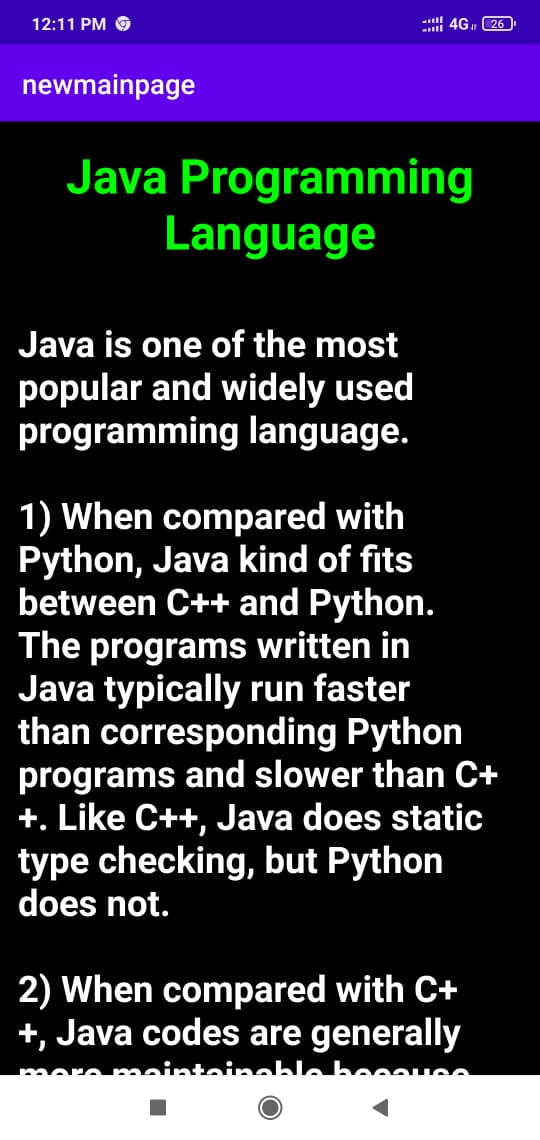 12:11 PM
4G 26
newmainpage
Java Programming
Language
Java is one of the most
popular and widely used
programming language.
1) When compared with
Python, Java kind of fits
between C++ and Python.
The programs written in
Java typically run faster
than corresponding Python
programs and slower than C+
+. Like C++, Java does static
type checking, but Python
does not.
2) When compared with C+
+, Java codes are generally
more maintainable because